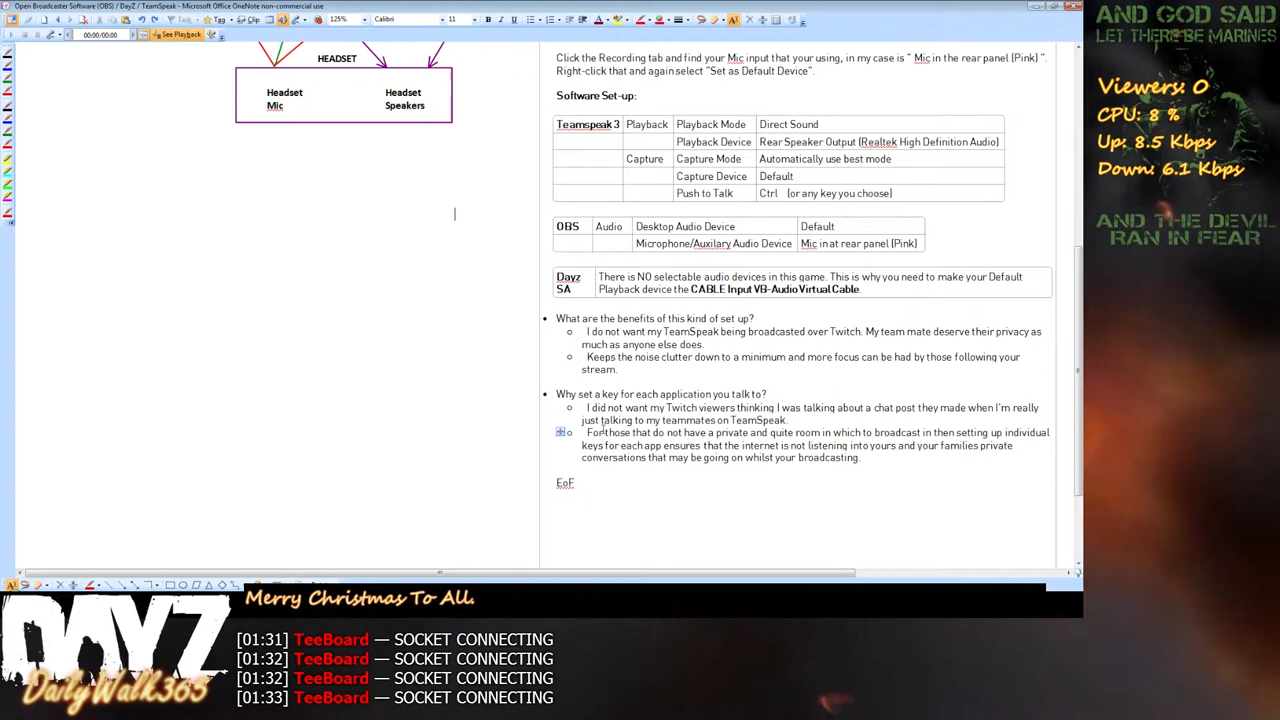 Open Broadcaster Software (OBS) / DayZ / TeamSpeak - Microsoft Office OneNote non-commercial use
Tag
Clip
125%
Calibri
11
B I U
00:00/00:00
See Playback
HEADSET
Headset
Mic
Headset
Speakers
Click the Recording tab and find your Mic input that your using, in my case is " Mic in the rear panel (Pink) ".
Right-click that and again select "Set as Default Device".
Software Set-up:
Teamspeak 3 Playback Playback Mode Direct Sound
Playback Device Rear Speaker Output (Realtek High Definition Audio)
Capture Capture Mode Automatically use best mode
Capture Device Default
Push to Talk Ctrl (or any key you choose)
OBS Audio Desktop Audio Device Default
Microphone/Auxilary Audio Device Mic in at rear panel (Pink)
Dayz SA There is NO selectable audio devices in this game. This is why you need to make your Default
Playback device the CABLE Input VB-Audio Virtual Cable.
What are the benefits of this kind of set up?
I do not want my TeamSpeak being broadcasted over Twitch. My team mate deserve their privacy as
much as anyone else does.
Keeps the noise clutter down to a minimum and more focus can be had by those following your
stream.
Why set a key for each application you talk to?
I did not want my Twitch viewers thinking I was talking about a chat post they made when I'm really
just talking to my teammates on TeamSpeak.
For those that do not have a private and quite room in which to broadcast in then setting up individual
keys for each app ensures that the internet is not listening into yours and your families private
conversations that may be going on whilst your broadcasting.
EoF
AND GOD SAID
LET THERE BE MARINES
Viewers: 0
CPU: 8 %
Up: 8.5 Kbps
Down: 6.1 Kbps
AND THE DEVIL
RAN IN FEAR
Merry Christmas To All.
DAYZ
DailyWalk365
[01:31] TeeBoard — SOCKET CONNECTING
[01:32] TeeBoard — SOCKET CONNECTING
[01:32] TeeBoard — SOCKET CONNECTING
[01:33] TeeBoard — SOCKET CONNECTING